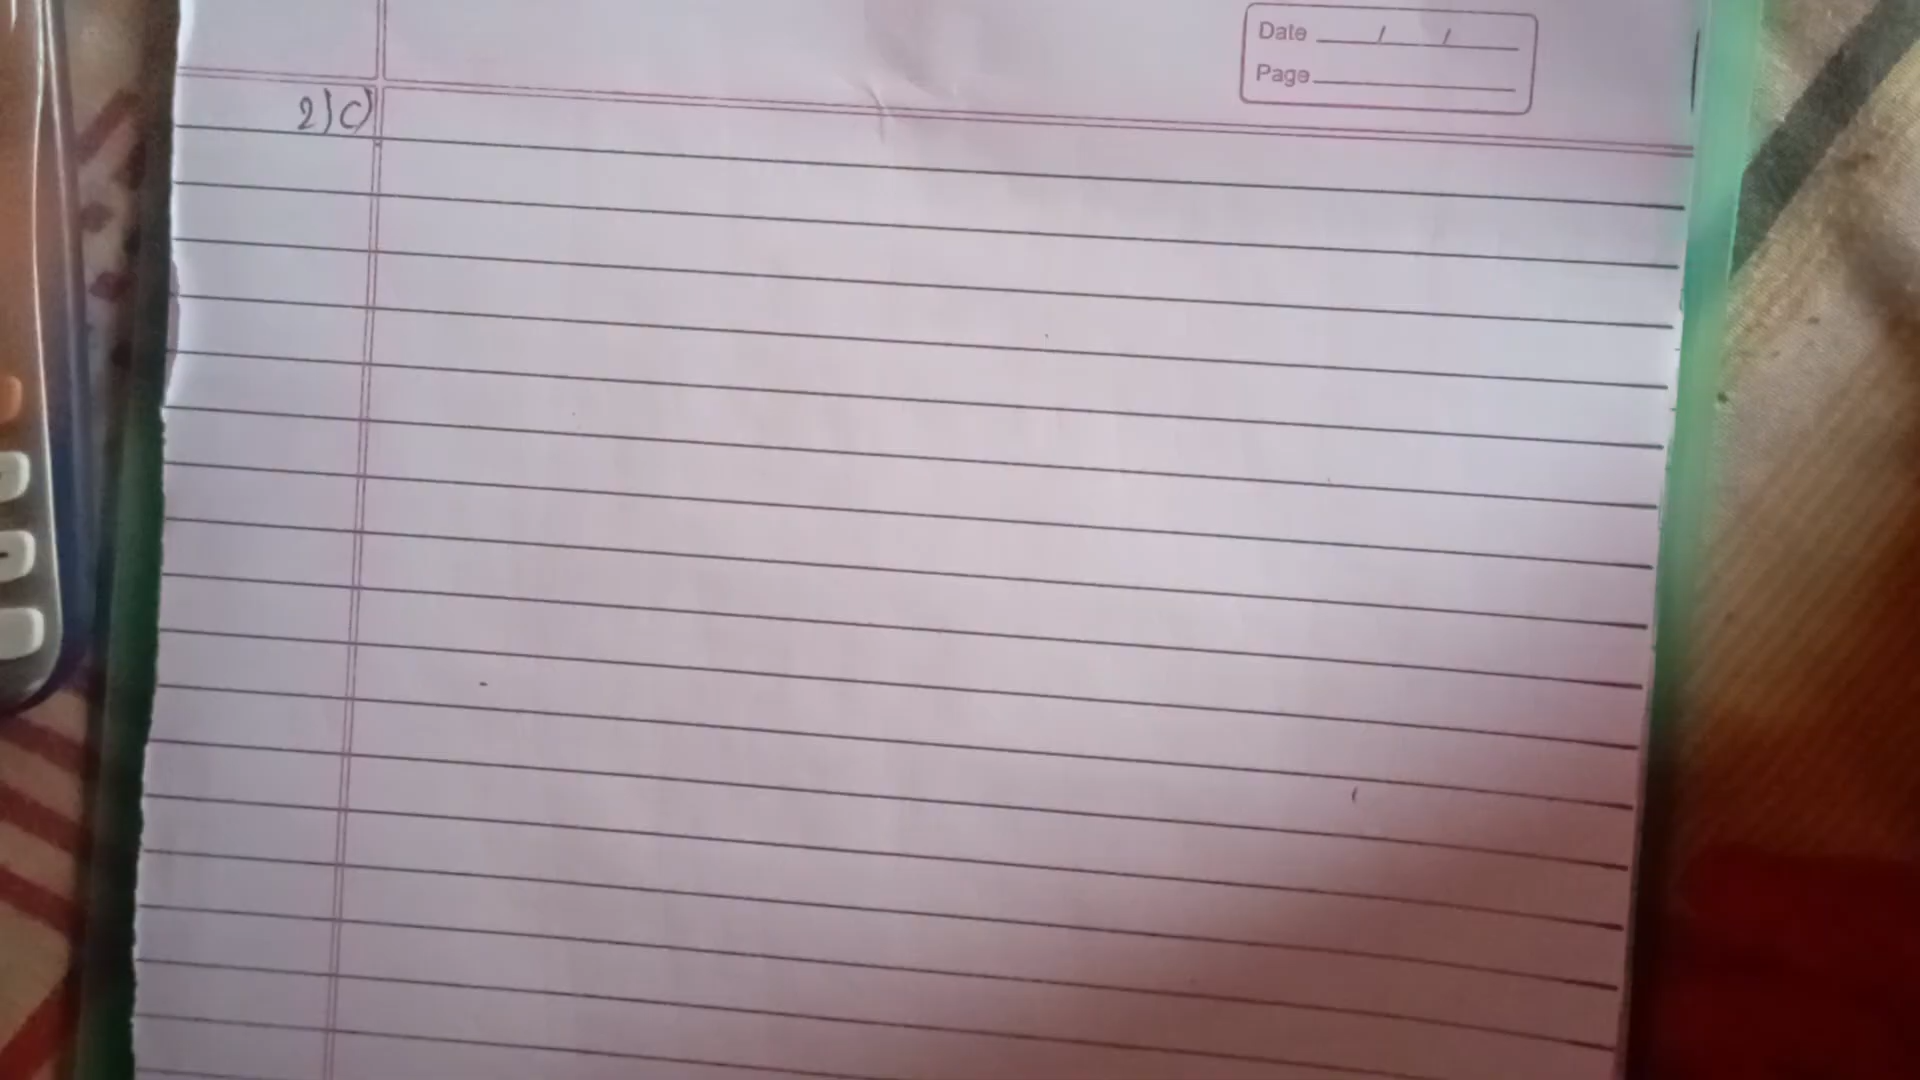 Date / /
Page
2) C)